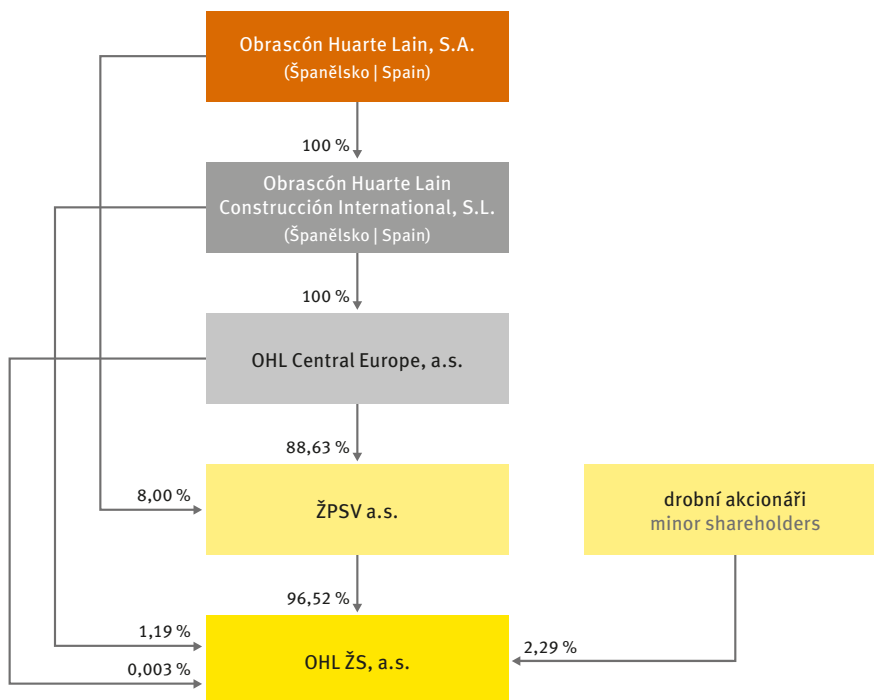 Obrascón Huarte Lain, S.A.
(Španělsko | Spain)
100 %
Obrascón Huarte Lain
Construcción International, S.L.
(Španělsko | Spain)
100 %
OHL Central Europe, a.s.
88,63 %
8,00 %
ŽPSV a.s.
drobní akcionáři
minor shareholders
96,52 %
1,19 %
0,003 %
OHL ŽS, a.s.
2,29 %